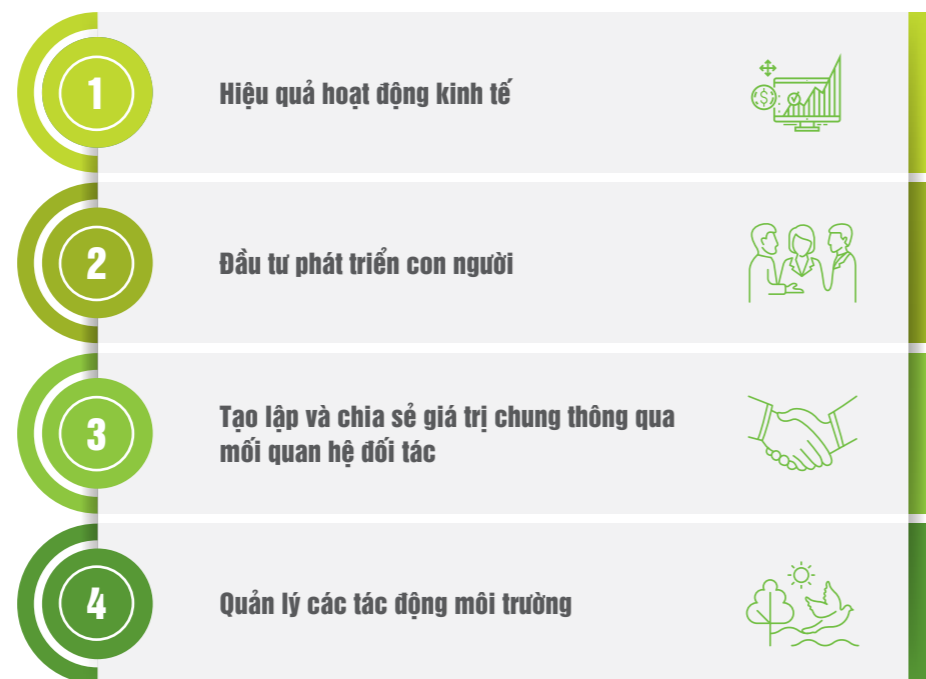 1
Hiệu quả hoạt động kinh tế
$
2
Đầu tư phát triển con người
3
Tạo lập và chia sẻ giá trị chung thông qua
mối quan hệ đối tác
4
Quản lý các tác động môi trường